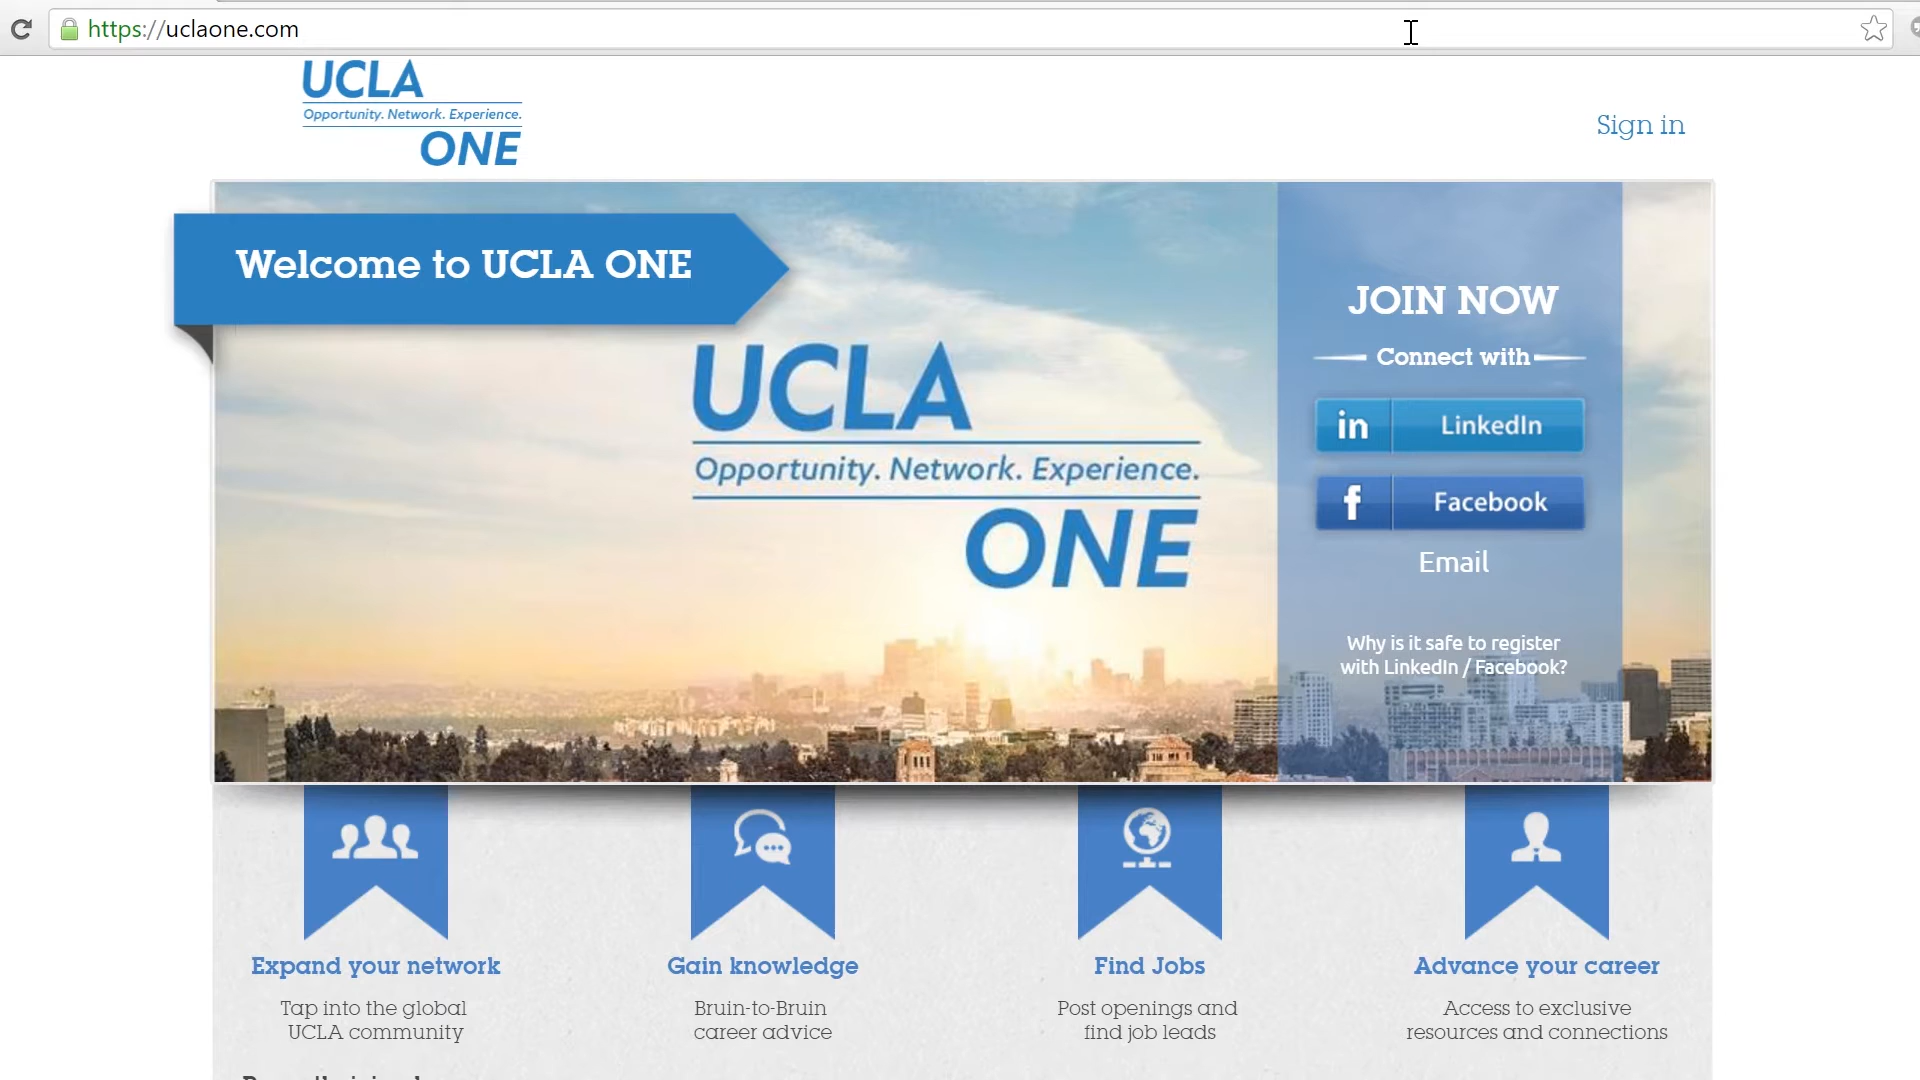 https://uclaone.com
UCLA
Opportunity. Network. Experience.
ONE
Sign in
Welcome to UCLA ONE
UCLA
Opportunity. Network. Experience.
ONE
JOIN NOW
Connect with
in LinkedIn
f Facebook
Email
Why is it safe to register
with LinkedIn / Facebook?
Expand your network
Tap into the global
UCLA community
Gain knowledge
Bruin-to-Bruin
career advice
Find Jobs
Post openings and
find job leads
Advance your career
Access to exclusive
resources and connections